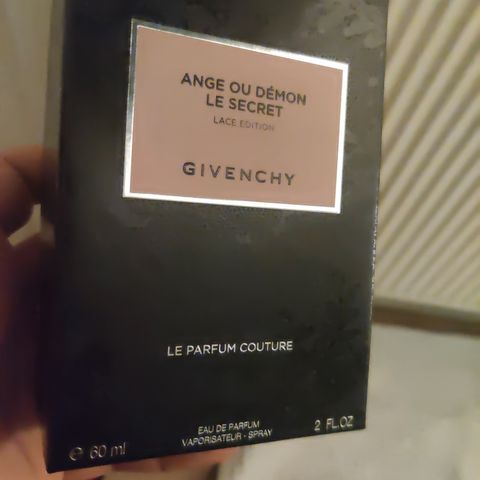 ANGE OU DÉMON
LE SECRET
LACE EDITION
GIVENCHY
LE PARFUM COUTURE
EAU DE PARFUM
VAPORISATEUR - SPRAY
℮ 60 ml
2 FL.OZ